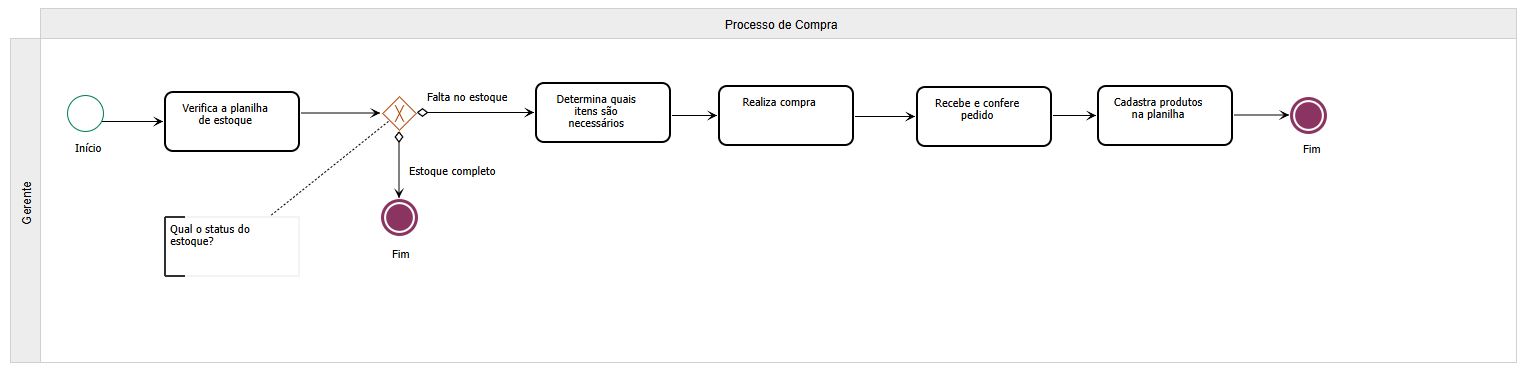 Processo de Compra
Gerente
Início
Verifica a planilha
de estoque
X
Falta no estoque
Estoque completo
Fim
Qual o status do
estoque?
Determina quais
itens são
necessários
Realiza compra
Recebe e confere
pedido
Cadastra produtos
na planilha
Fim